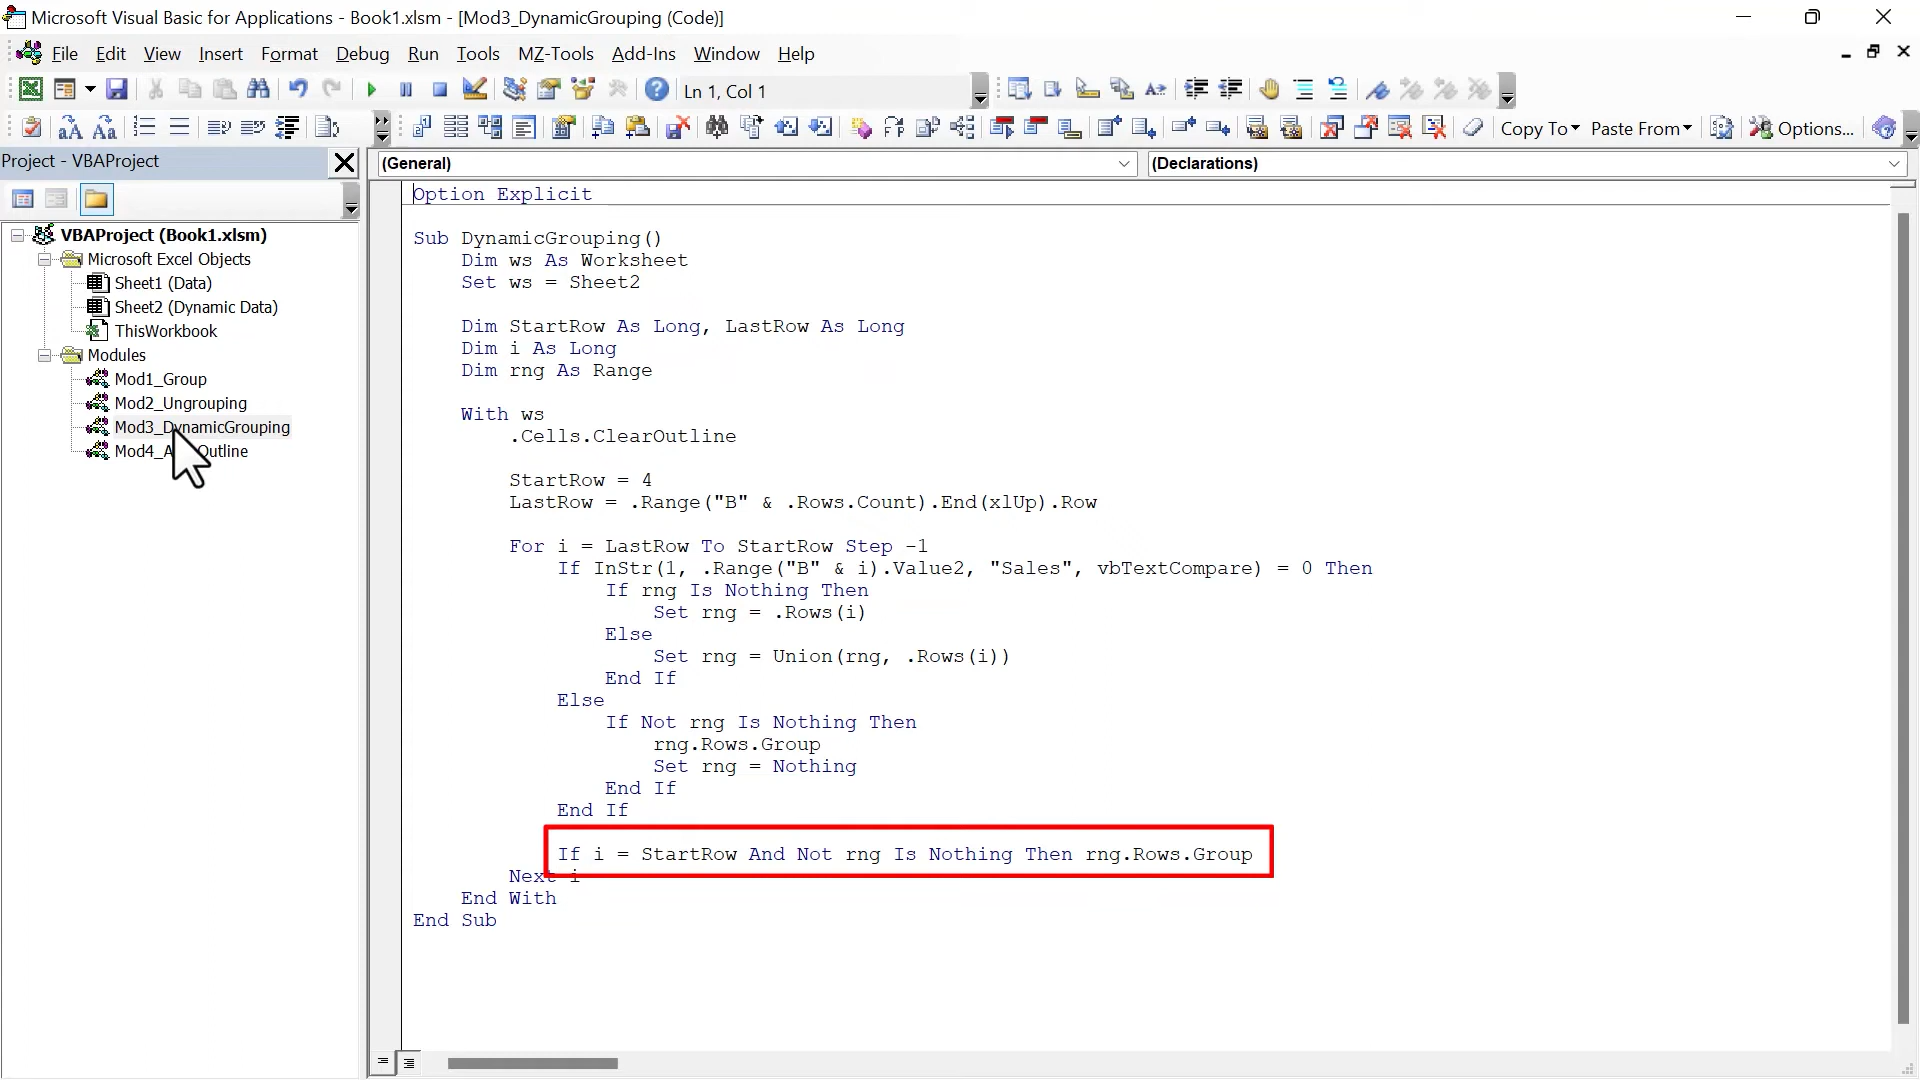 Microsoft Visual Basic for Applications - Book1.xlsm - [Mod3_DynamicGrouping (Code)]
File Edit View Insert Format Debug Run Tools MZ-Tools Add-Ins Window Help
Ln 1, Col 1
Copy To Paste From Options...
Project - VBAProject
(General) (Declarations)
VBAProject (Book1.xlsm)
Microsoft Excel Objects
Sheet1 (Data)
Sheet2 (Dynamic Data)
ThisWorkbook
Modules
Mod1_Group
Mod2_Ungrouping
Mod3_DynamicGrouping
Mod4_A Outline
Option Explicit
Sub DynamicGrouping()
Dim ws As Worksheet
Set ws = Sheet2
Dim StartRow As Long, LastRow As Long
Dim i As Long
Dim rng As Range
With ws
.Cells.ClearOutline
StartRow = 4
LastRow = .Range("B" & .Rows.Count).End(xlUp).Row
For i = LastRow To StartRow Step -1
If InStr(1, .Range("B" & i).Value2, "Sales", vbTextCompare) = 0 Then
If rng Is Nothing Then
Set rng = .Rows(i)
Else
Set rng = Union(rng, .Rows(i))
End If
Else
If Not rng Is Nothing Then
rng.Rows.Group
Set rng = Nothing
End If
End If
If i = StartRow And Not rng Is Nothing Then rng.Rows.Group
Next i
End With
End Sub